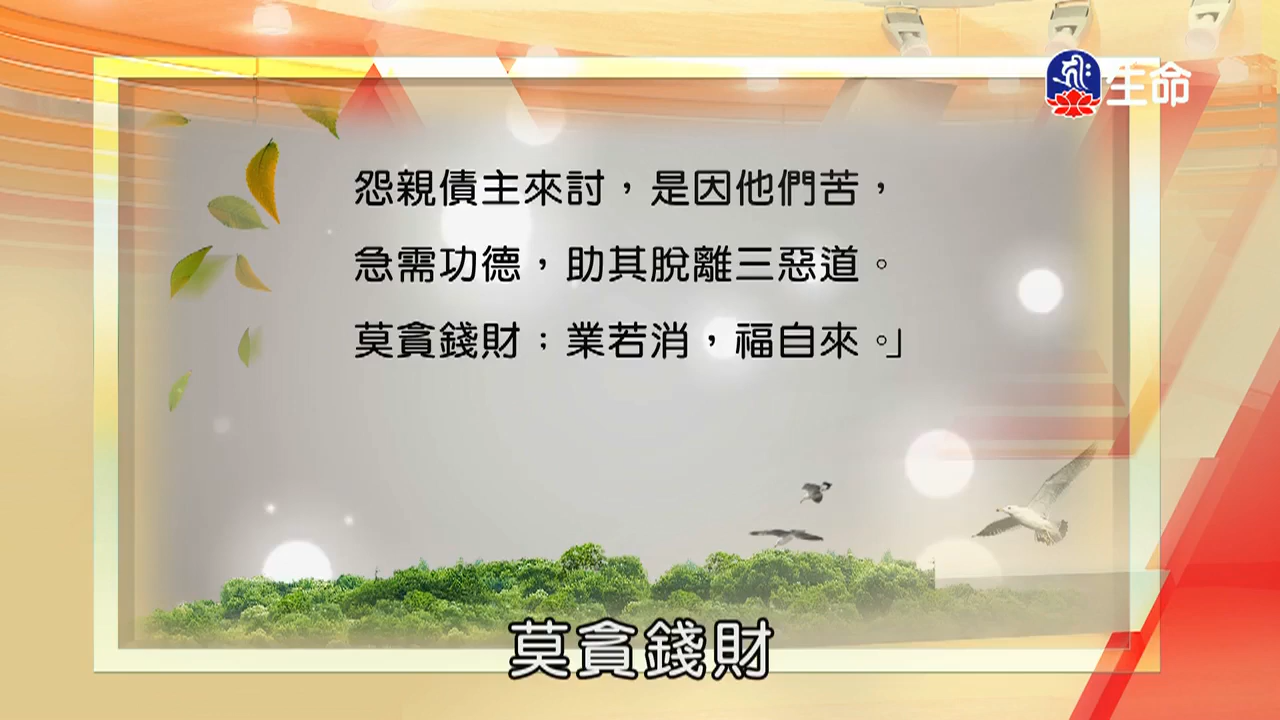 生命
怨親債主來討，是因他們苦，
急需功德，助其脫離三惡道。
莫貪錢財；業若消，福自來。」
莫貪錢財